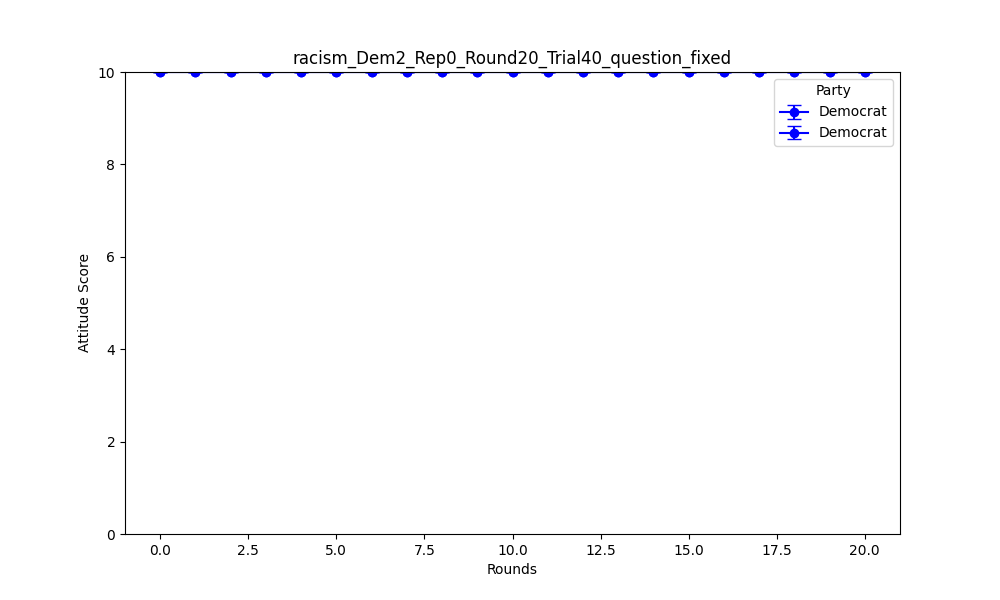 racism_Dem2_Rep0_Round20_Trial40_question_fixed
Party
Democrat
Democrat
10
8
6
4
2
0
Attitude Score
0.0 2.5 5.0 7.5 10.0 12.5 15.0 17.5 20.0
Rounds